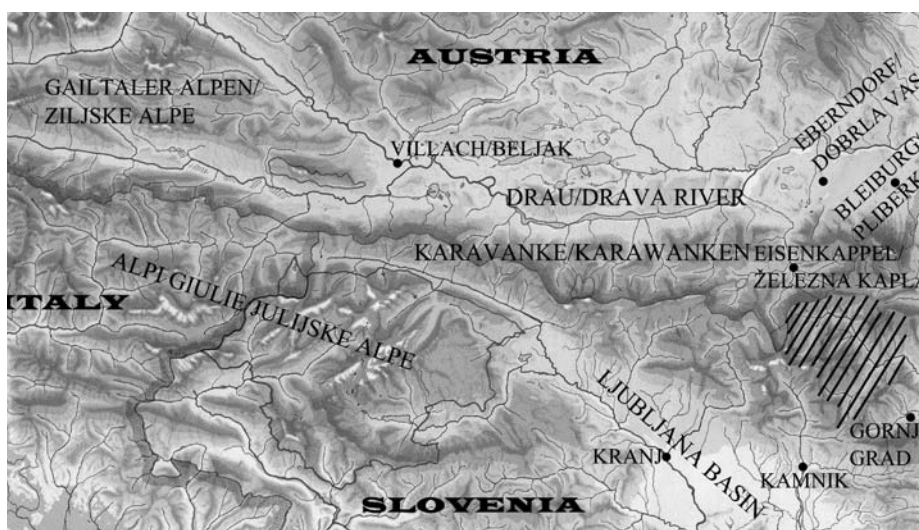 AUSTRIA
GAILTALER ALPEN/
ZILJSKE ALPE
EBERNDORF/
DOBRLA VAS
BLEIBURG
PLIBERK
VILLACH/BELJAK
DRAU/DRAVA RIVER
KARAVANKE/KARAWANKEN
EISENKAPPEL/
ŽELEZNA KAPLA
ALPI GIULIE/JULIJSKE ALPE
ITALY
LJUBLJANA BASIN
GORNJ
GRAD
KRANJ
KAMNIK
SLOVENIA